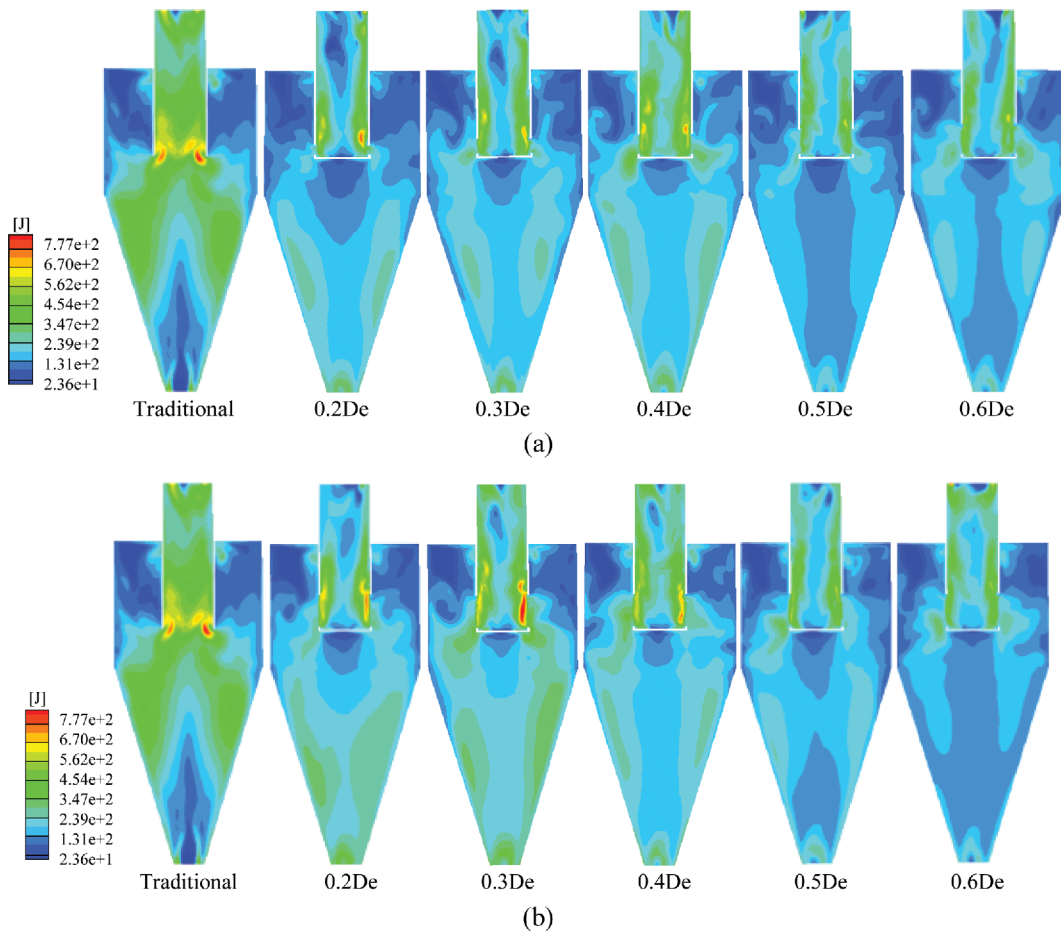 [J]
7.77e+2
6.70e+2
5.62e+2
4.54e+2
3.47e+2
2.39e+2
1.31e+2
2.36e+1
Traditional 0.2De 0.3De 0.4De 0.5De 0.6De
(a)
[J]
7.77e+2
6.70e+2
5.62e+2
4.54e+2
3.47e+2
2.39e+2
1.31e+2
2.36e+1
Traditional 0.2De 0.3De 0.4De 0.5De 0.6De
(b)